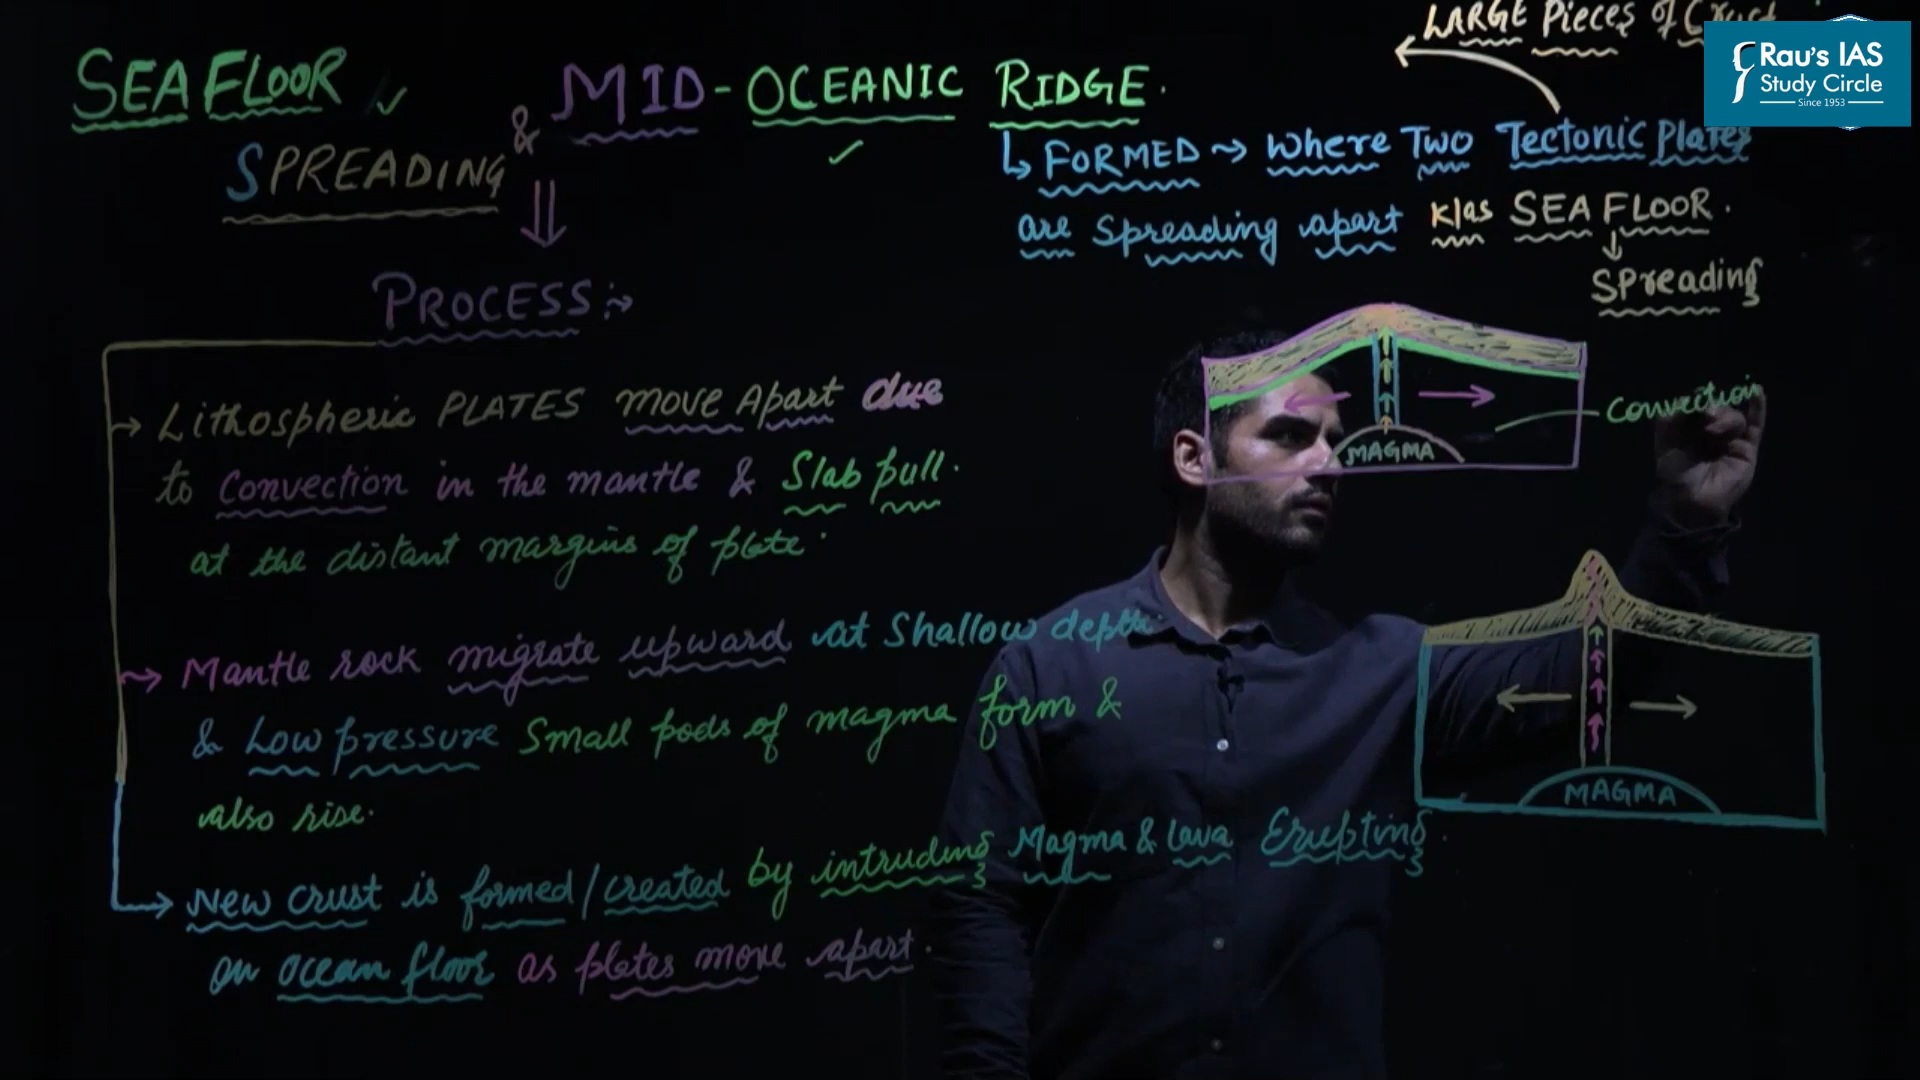 LARGE Pieces of Crust
Rau's IAS
Study Circle
Since 1953
SEA FLOOR
SPREADING
& MID-OCEANIC RIDGE.
FORMED Where Two Tectonic Plates
are Spreading apart k/as SEA FLOOR.
Spreading
PROCESS:
Lithospheric PLATES move Apart due
to Convection in the mantle & Slab pull.
at the distant margins of plate.
Mantle rock migrate upward at Shallow depth.
& Low pressure Small pods of magma form &
also rise.
New crust is formed/created by intruding Magma & lava Erupting.
on ocean floor as plates move apart.
MAGMA
Convection
MAGMA